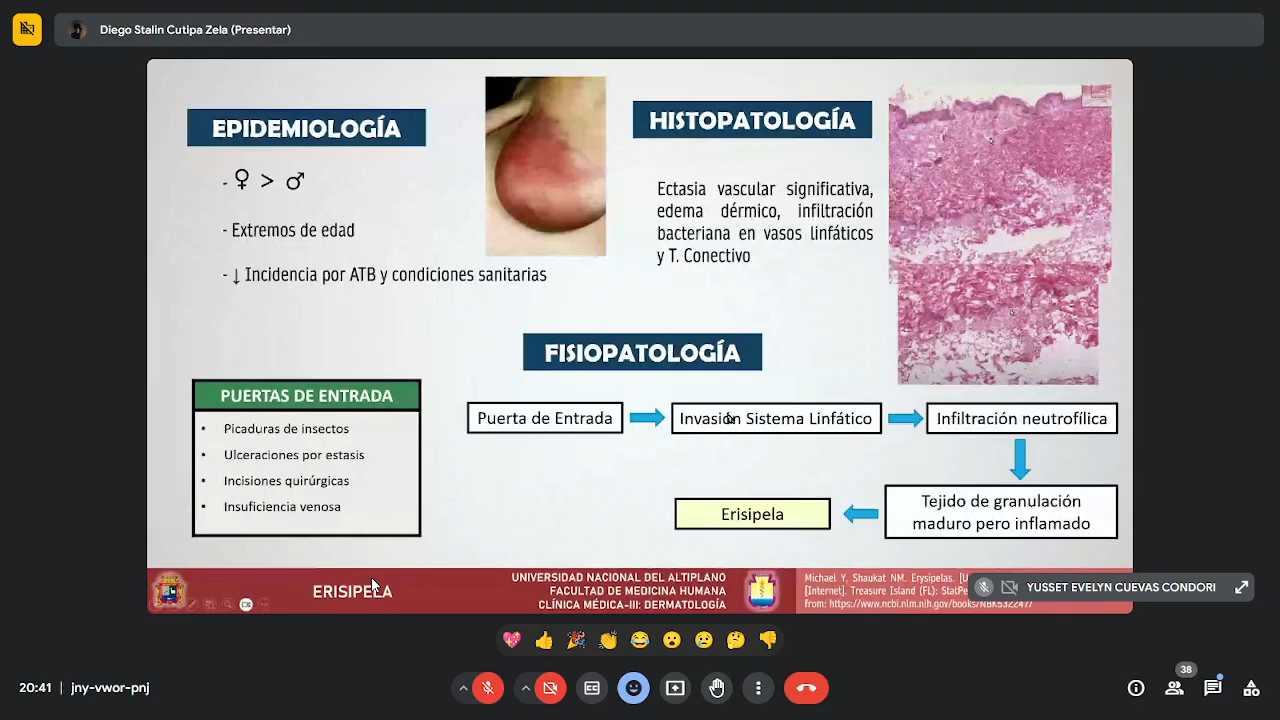 Diego Stalin Cutipa Zela (Presentar)
EPIDEMIOLOGÍA
- ♀ > ♂
- Extremos de edad
- ↓ Incidencia por ATB y condiciones sanitarias
HISTOPATOLOGÍA
Ectasia vascular significativa,
edema dérmico, infiltración
bacteriana en vasos linfáticos
y T. Conectivo
FISIOPATOLOGÍA
PUERTAS DE ENTRADA
• Picaduras de insectos
• Ulceraciones por estasis
• Incisiones quirúrgicas
• Insuficiencia venosa
Puerta de Entrada
Invasión Sistema Linfático
Infiltración neutrofílica
Tejido de granulación
maduro pero inflamado
Erisipela
ERISIPELA
UNIVERSIDAD NACIONAL DEL ALTIPLANO
FACULTAD DE MEDICINA HUMANA
CLÍNICA MÉDICA-III: DERMATOLOGÍA
Michael Y, Shaukat NM. Erysipelas. [U
[Internet]. Treasure Island (FL): StatPe
from: https://www.ncbi.nlm.nih.gov/books/NBK532247/
YUSSET EVELYN CUEVAS CONDORI
20:41 | jny-vwor-pnj
38